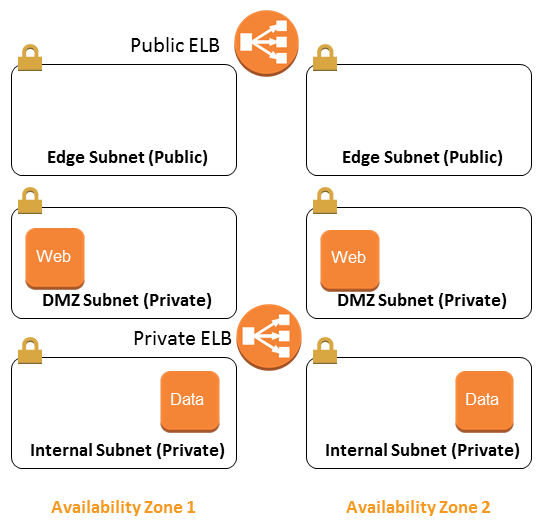 Public ELB
Edge Subnet (Public)
Edge Subnet (Public)
Web
Web
DMZ Subnet (Private)
DMZ Subnet (Private)
Private ELB
Data
Data
Internal Subnet (Private)
Internal Subnet (Private)
Availability Zone 1
Availability Zone 2